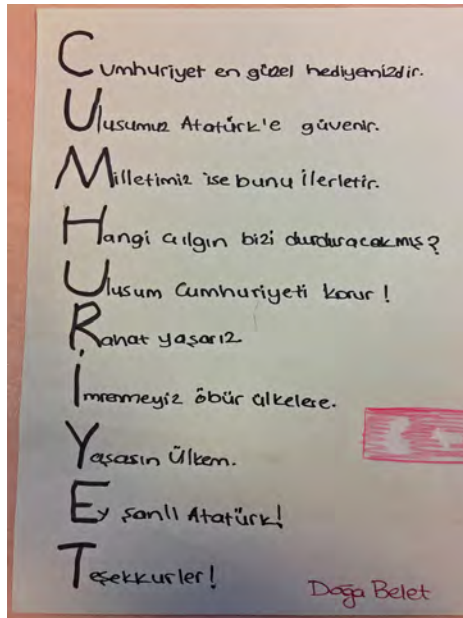 Cumhuriyet en güzel hediyemizdir.
Ulusumuz Atatürk'e güvenir.
Milletimiz ise bunu ilerletir.
Hangi çılgın bizi durduracakmış?
Ulusum Cumhuriyeti korur!
Rahat yaşarız
İmrenmeyiz öbür ülkelere.
Yaşasın Ülkem.
Ey şanlı Atatürk!
Teşekkurler!
Doğa Belet